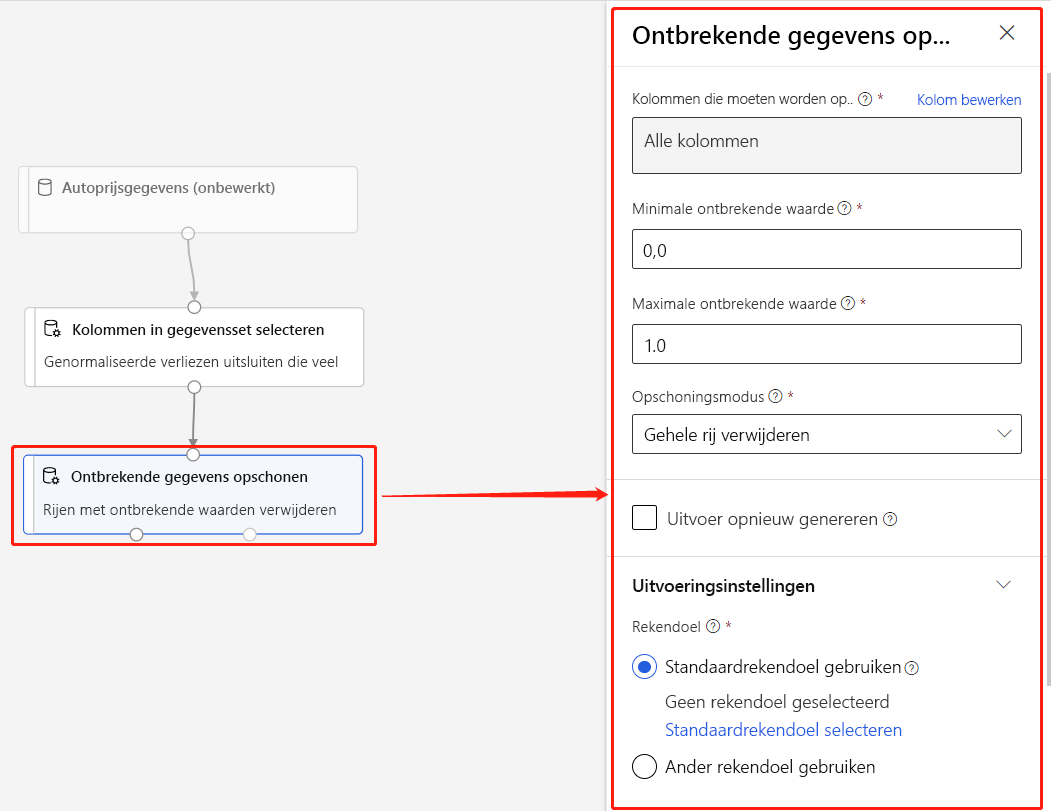 Autoprijsgegevens (onbewerkt)
Kolommen in gegevensset selecteren
Genormaliseerde verliezen uitsluiten die veel
Ontbrekende gegevens opschonen
Rijen met ontbrekende waarden verwijderen
Ontbrekende gegevens op...
Kolommen die moeten worden op.. * Kolom bewerken
Alle kolommen
Minimale ontbrekende waarde *
0,0
Maximale ontbrekende waarde *
1.0
Opschoningsmodus *
Gehele rij verwijderen
Uitvoer opnieuw genereren
Uitvoeringsinstellingen
Rekendoel *
Standaardrekendoel gebruiken
Geen rekendoel geselecteerd
Standaardrekendoel selecteren
Ander rekendoel gebruiken